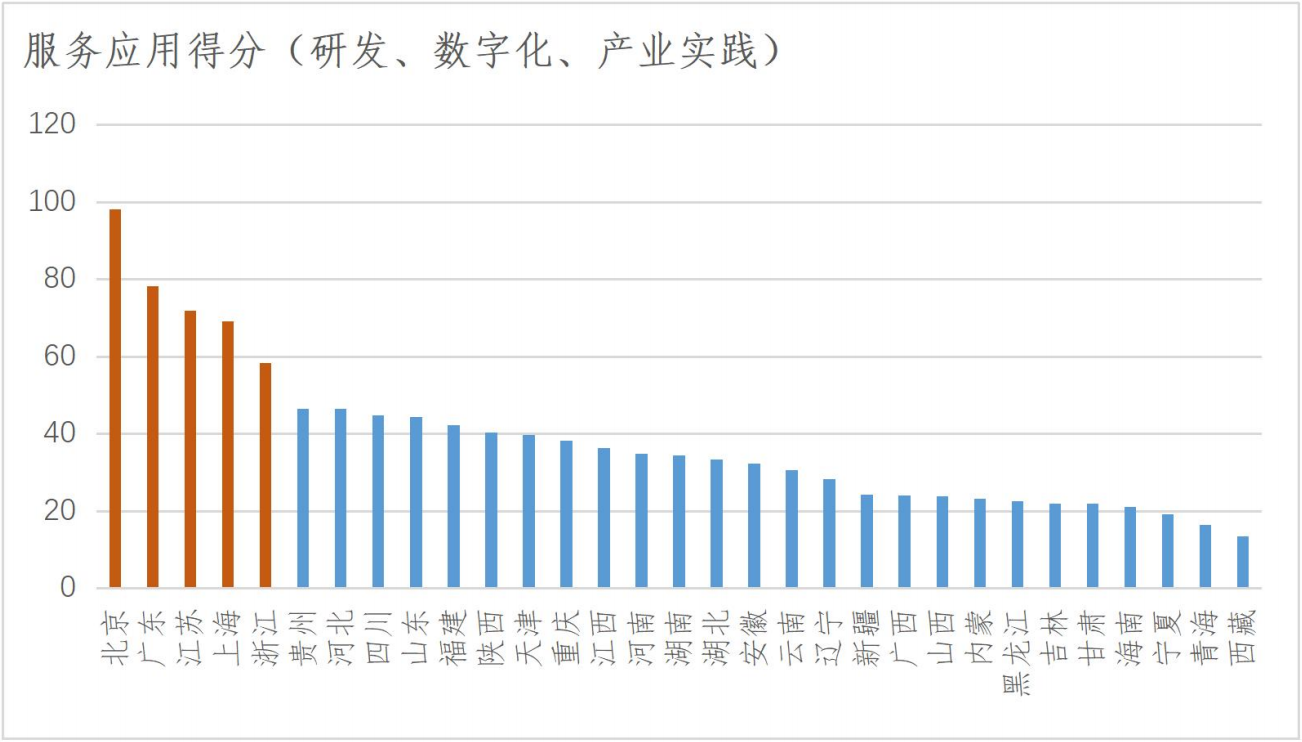 服务应用得分（研发、数字化、产业实践）
120
100
80
60
40
20
0
北京
广东
江苏
上海
浙江
贵州
河北
四川
山东
福建
陕西
天津
重庆
江西
河南
湖南
湖北
安徽
云南
辽宁
新疆
广西
山西
内蒙
黑龙江
吉林
甘肃
海南
宁夏
青海
西藏